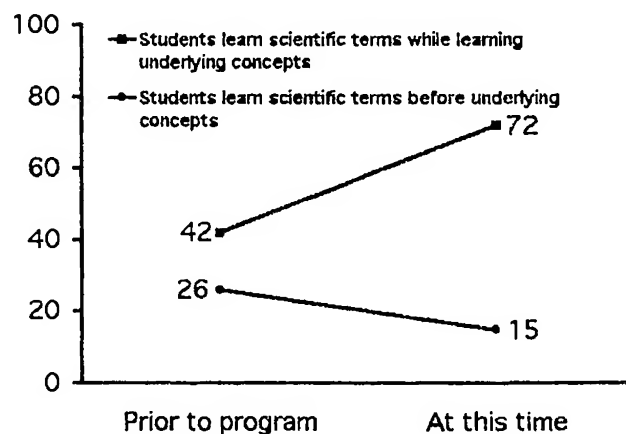 100
Students learn scientific terms while learning
underlying concepts
80
Students learn scientific terms before underlying
concepts
72
60
42
40
26
20
15
0
Prior to program At this time